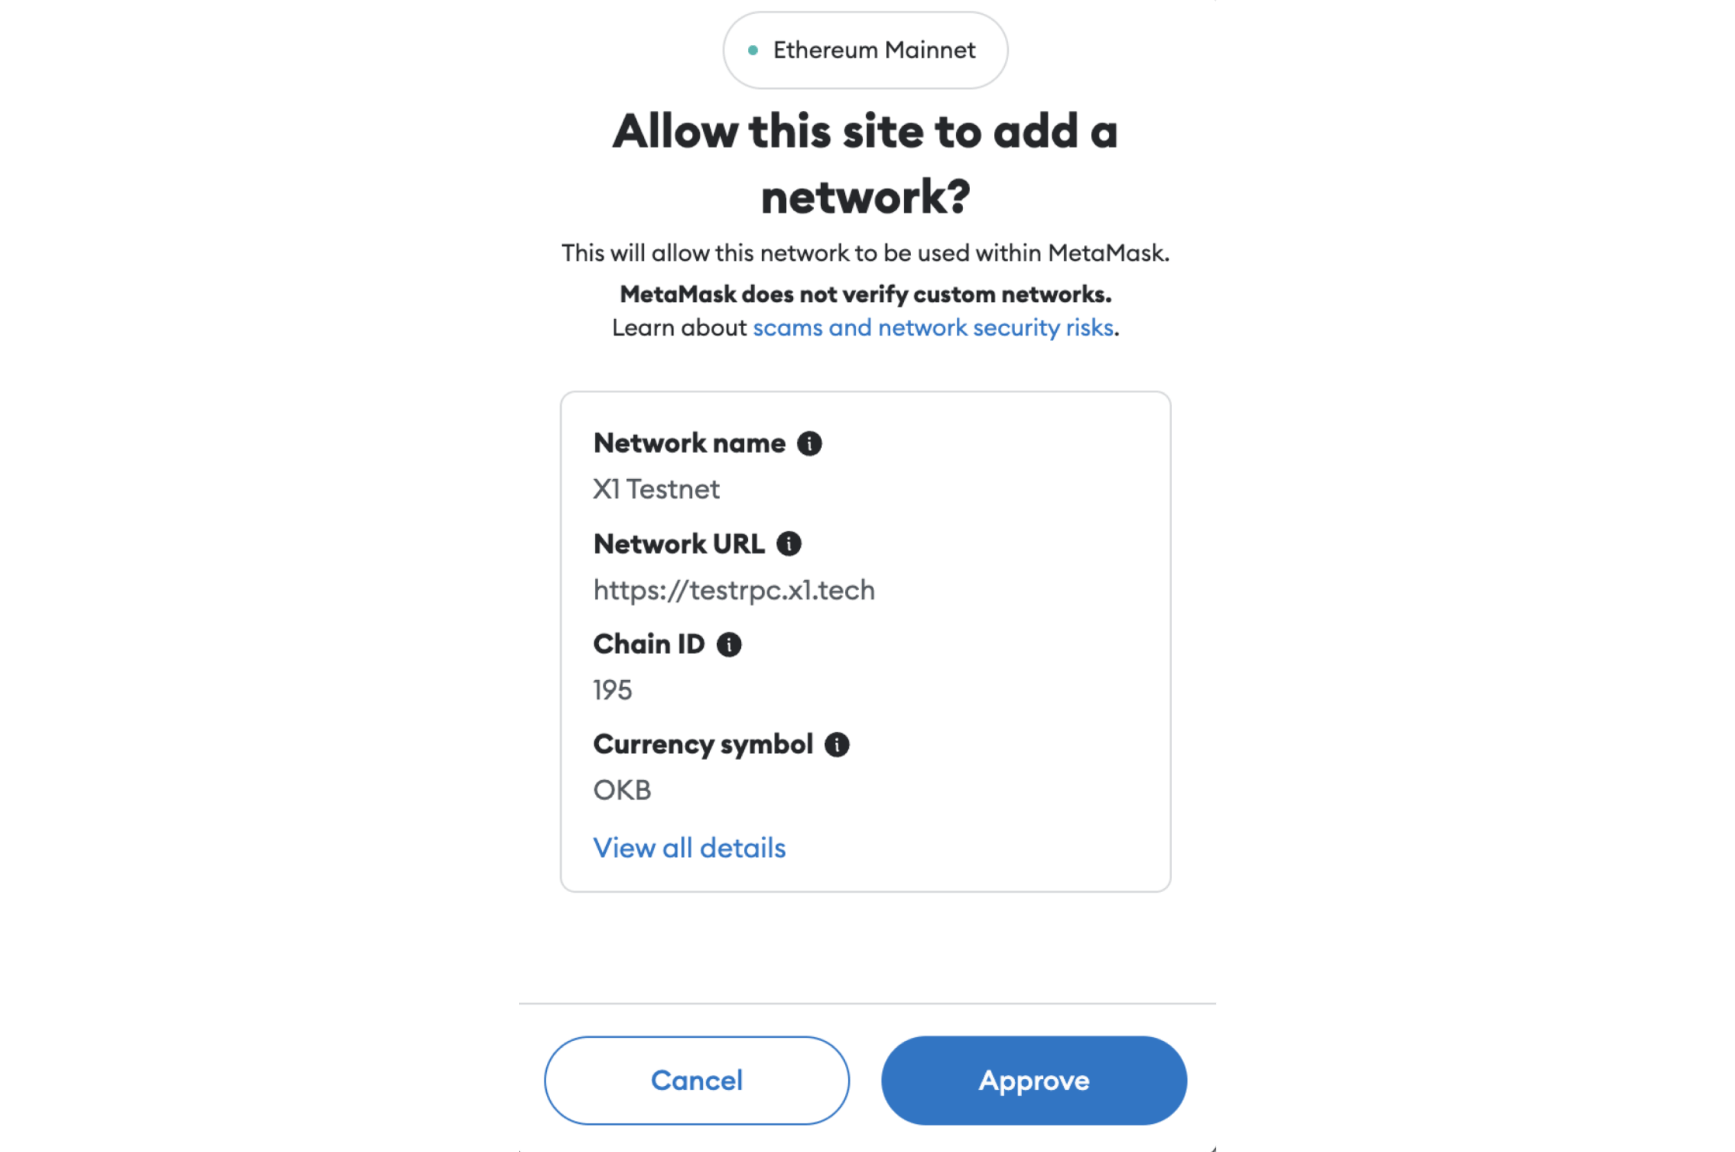 Ethereum Mainnet
Allow this site to add a
network?
This will allow this network to be used within MetaMask.
MetaMask does not verify custom networks.
Learn about scams and network security risks.
Network name
X1 Testnet
Network URL
https://testrpc.x1.tech
Chain ID
195
Currency symbol
OKB
View all details
Cancel
Approve